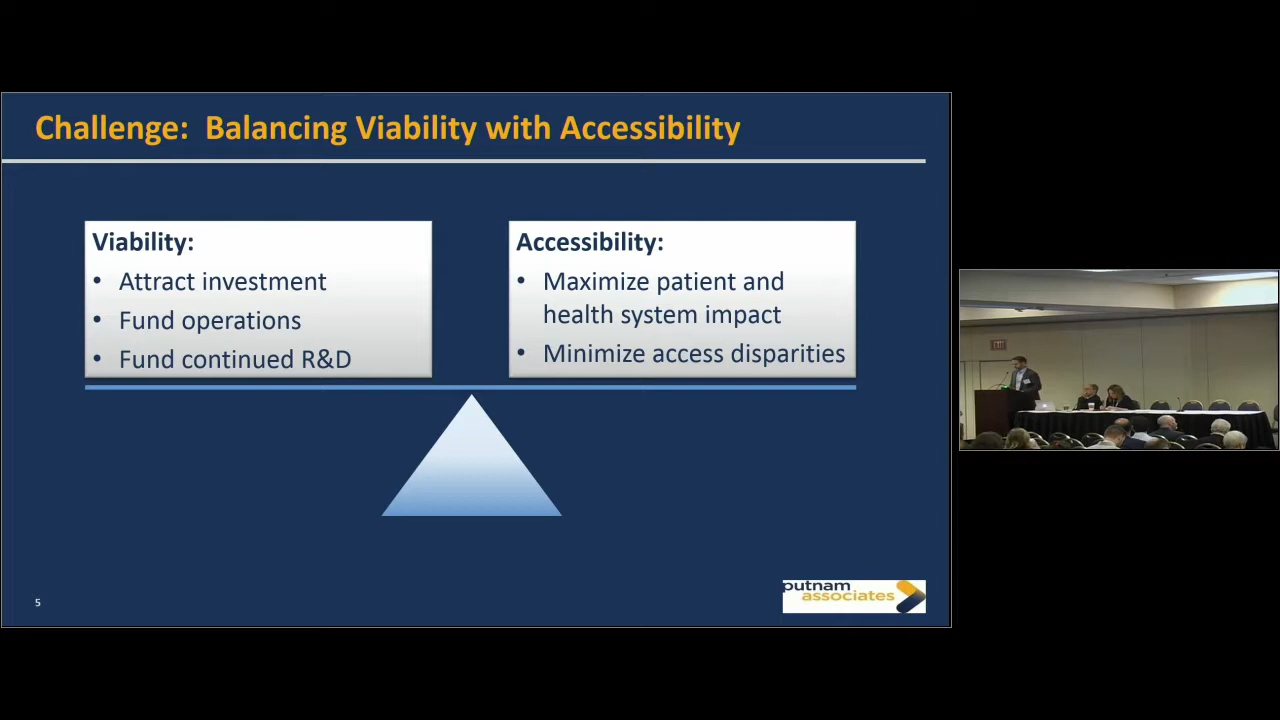 Challenge:  Balancing Viability with Accessibility
Viability:
• Attract investment
• Fund operations
• Fund continued R&D
Accessibility:
• Maximize patient and
health system impact
• Minimize access disparities
5
putnam
associates